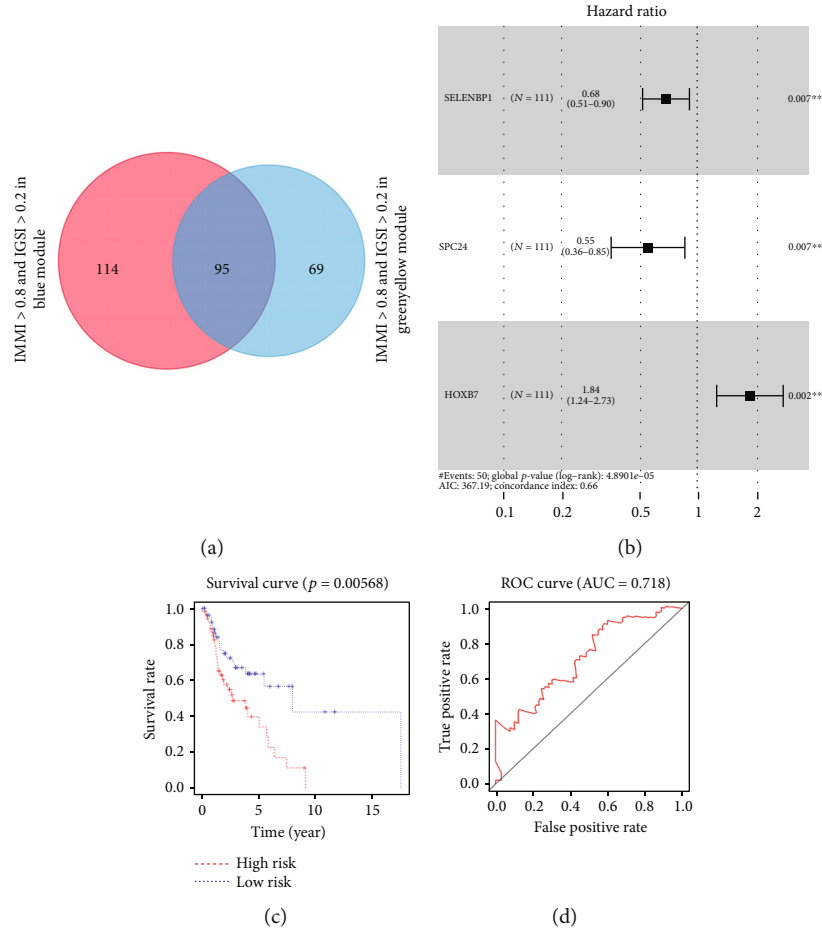 IMMI > 0.8 and IGSI > 0.2 in
blue module
114
95
69
IMMI > 0.8 and IGSI > 0.2 in
greenyellow module
(a)
Hazard ratio
SELENBP1
(N = 111)
0.68
(0.51–0.90)
0.007**
SPC24
(N = 111)
0.55
(0.36–0.85)
0.007**
HOXB7
(N = 111)
1.84
(1.24–2.73)
0.002**
#Events: 50; global p-value (log–rank): 4.8901e–05
AIC: 367.19; concordance index: 0.66
0.1 0.2 0.5 1 2
(b)
Survival curve (p = 0.00568)
Survival rate
1.0
0.8
0.6
0.4
0.2
0.0
0 5 10 15
Time (year)
High risk
Low risk
(c)
ROC curve (AUC = 0.718)
True positive rate
1.0
0.8
0.6
0.4
0.2
0.0
0.0 0.2 0.4 0.6 0.8 1.0
False positive rate
(d)